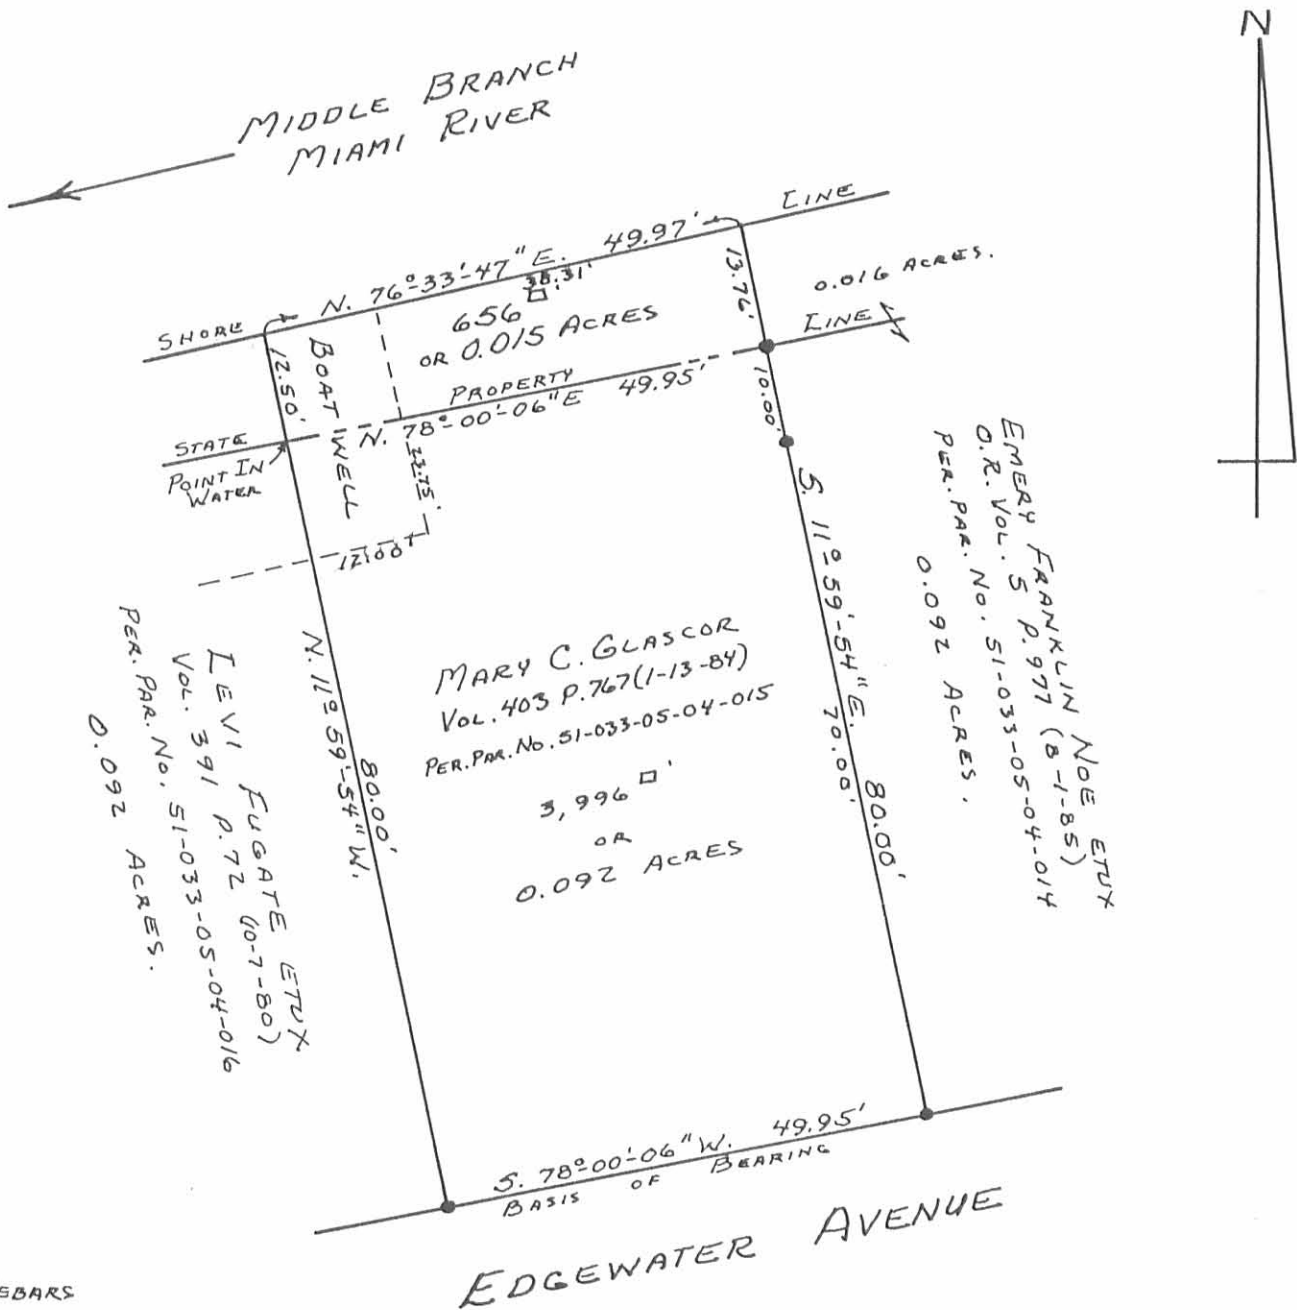 N
MIDDLE BRANCH
MIAMI RIVER
SHORE LINE
N. 76°-33'-47" E. 49.97'
38.31'
656 □'
OR 0.015 ACRES
13.76'
0.016 ACRES.
12.50'
BOAT WELL
STATE PROPERTY LINE
N. 78°-00'-06" E 49.95'
POINT IN
WATER
23.75'
12.00'
10.00'
S. 11°-59'-54" E. 80.00'
70.00'
EMERY FRANKLIN NOE ETUX
O.R. VOL. 5 P. 977 (8-1-85)
PER. PAR. No. 51-033-05-04-014
0.092 ACRES.
MARY C. GLASCOR
VOL. 403 P. 767 (1-13-84)
PER. PAR. No. 51-033-05-04-015
3,996 □'
OR
0.092 ACRES
N. 11°-59'-54" W.
80.00'
LEVI FUGATE ETUX
VOL. 391 P. 72 (10-7-80)
PER. PAR. No. 51-033-05-04-016
0.092 ACRES.
S. 78°-00'-06" W. 49.95'
BASIS OF BEARING
EDGEWATER AVENUE
EBARS